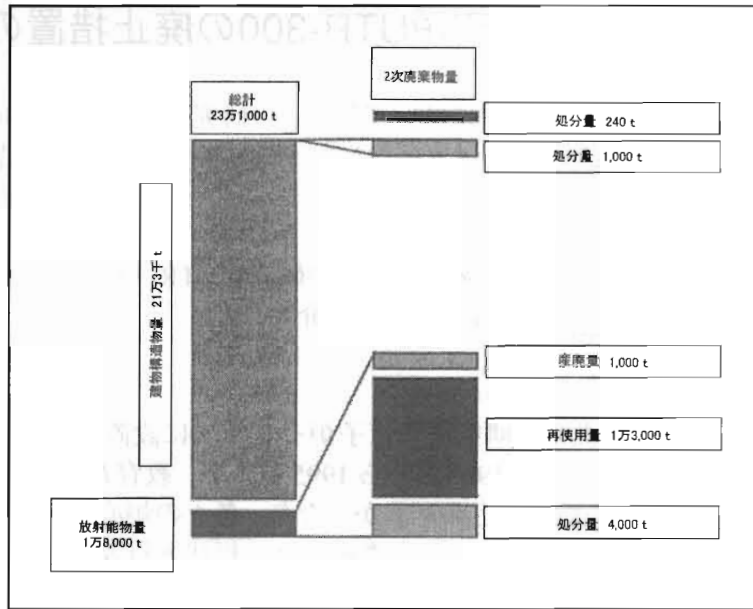 2次廃棄物量
総計
23万1,000 t
処分量 240 t
処分量 1,000 t
建物構造物量 21万3千 t
産廃量 1,000 t
再使用量 1万3,000 t
放射能物量
1万8,000 t
処分量 4,000 t